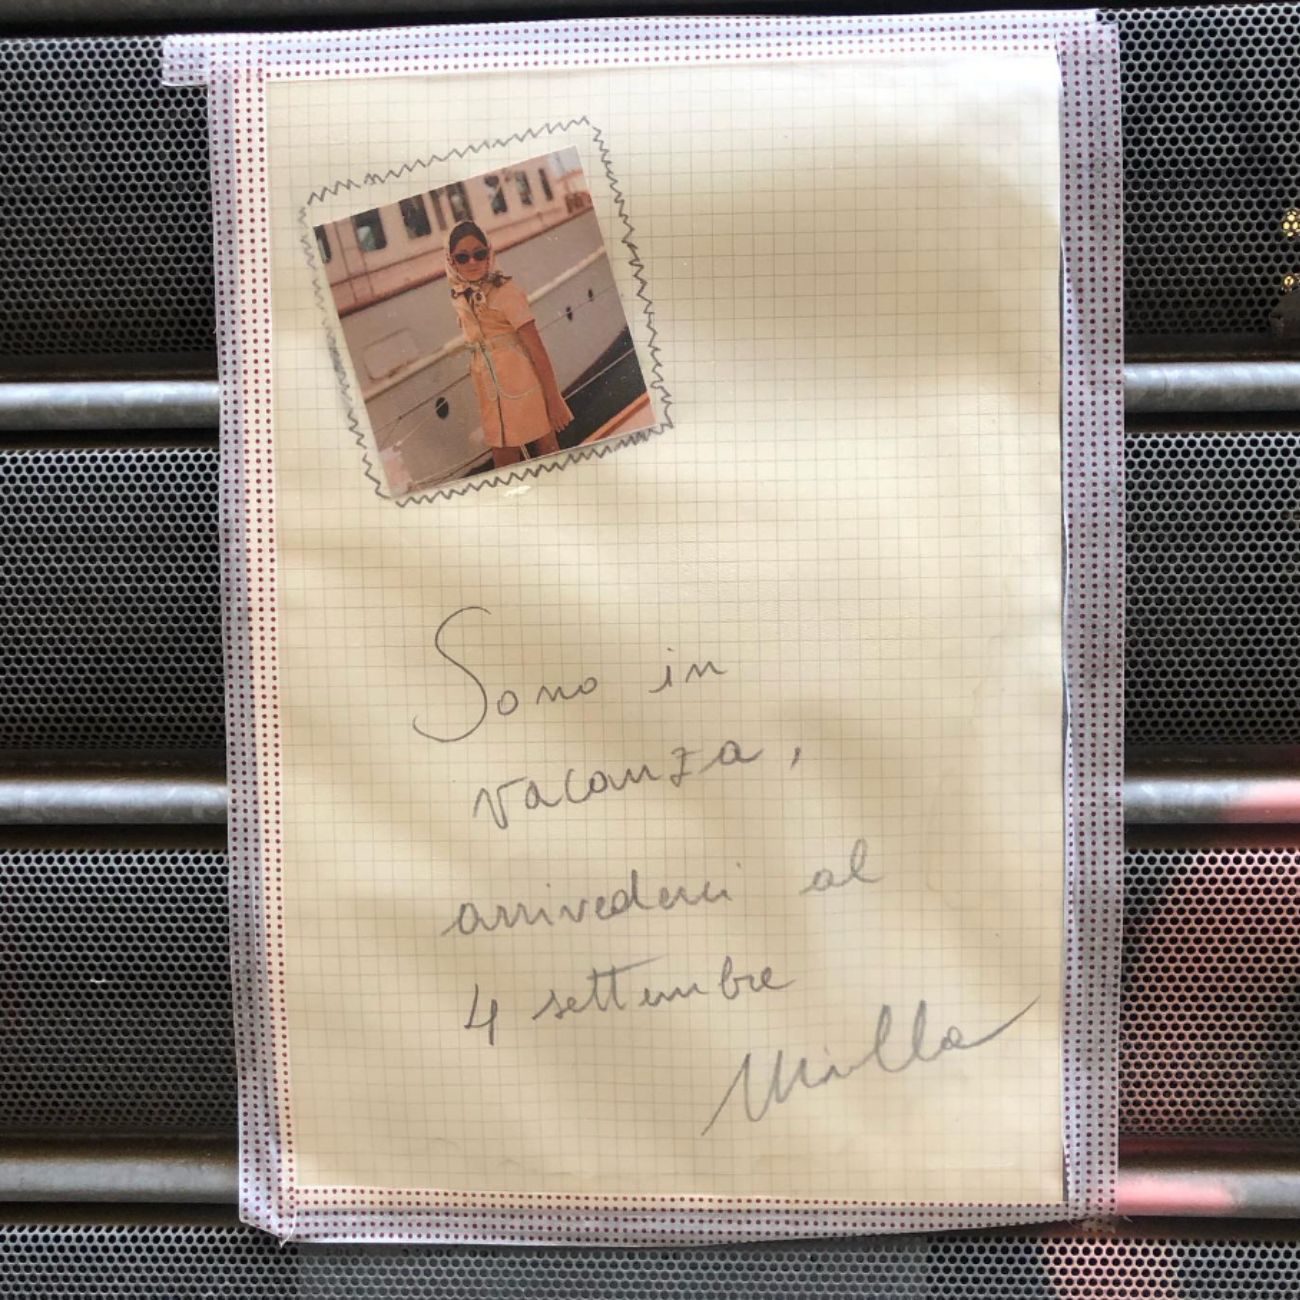 Sono in
vacanza,
arrivederci al
4 settembre
Milla